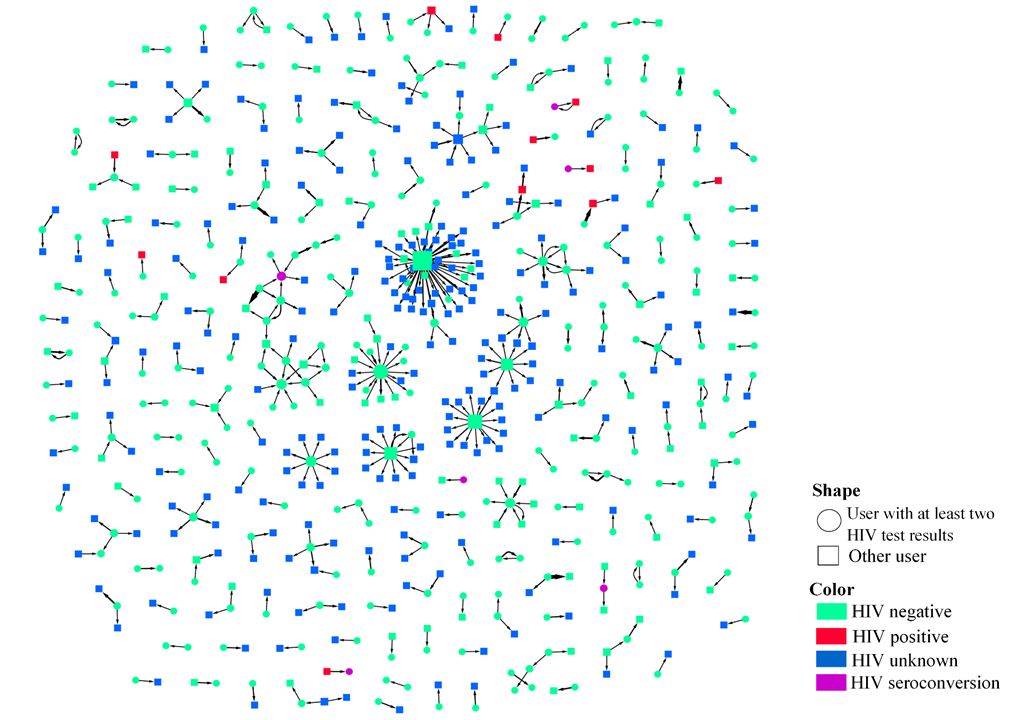 Shape
User with at least two
HIV test results
Other user
Color
HIV negative
HIV positive
HIV unknown
HIV seroconversion